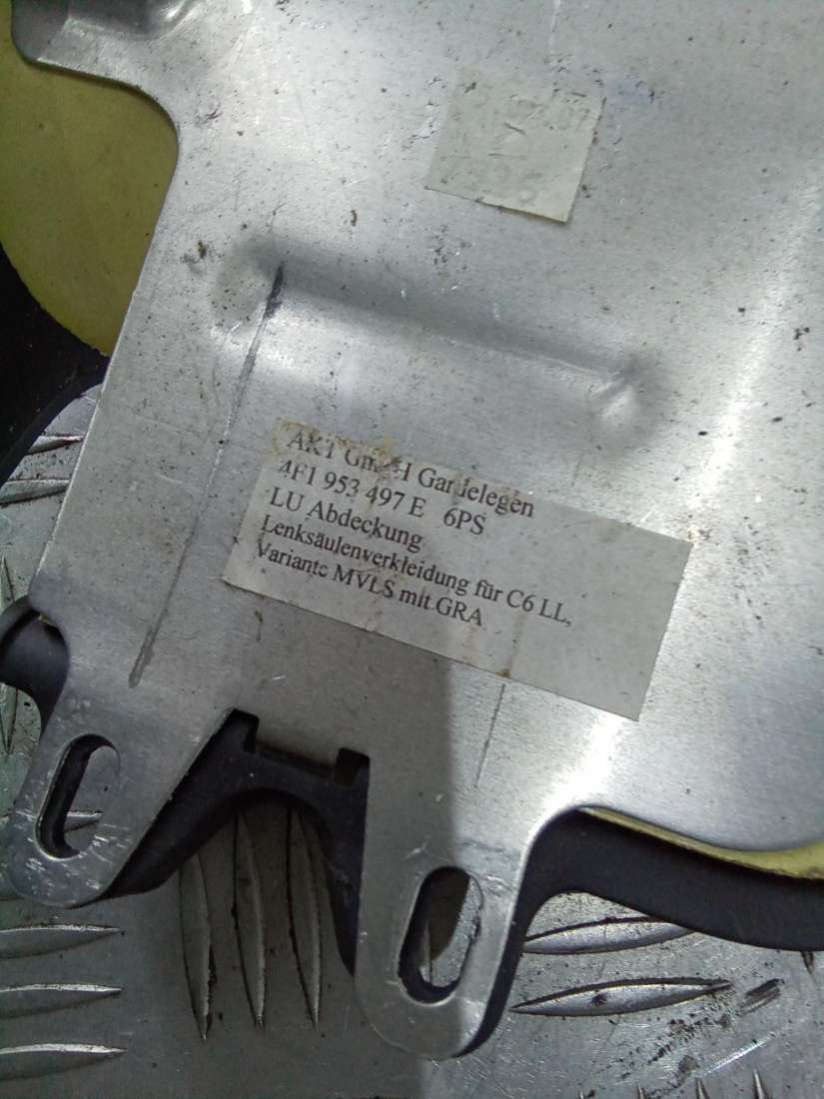 AKT GmbH Gardelegen
4F1 953 497 E 6PS
LU Abdeckung
Lenksäulenverkleidung für C6 LL,
Variante MVLS mit GRA